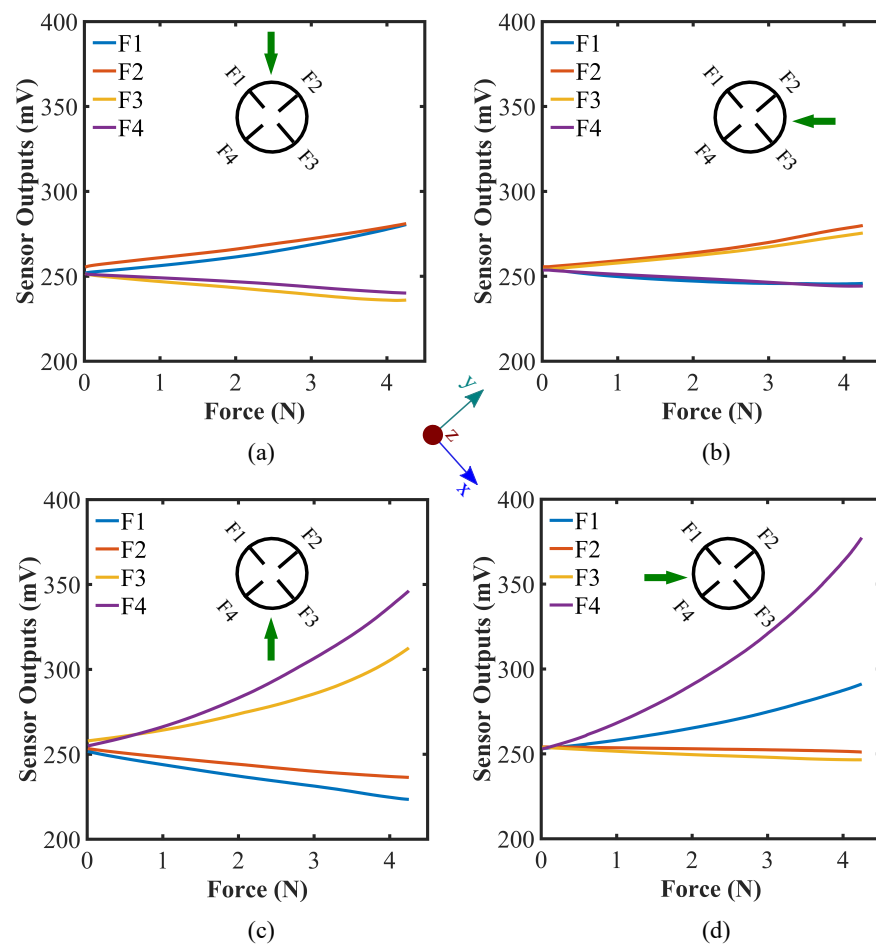 400
350
300
250
200
Sensor Outputs (mV)
F1
F2
F3
F4
F1
F2
F3
F4
0
1
2
3
4
Force (N)
(a)
400
350
300
250
200
Sensor Outputs (mV)
F1
F2
F3
F4
F1
F2
F3
F4
0
1
2
3
4
Force (N)
(b)
y
z
x
400
350
300
250
200
Sensor Outputs (mV)
F1
F2
F3
F4
F1
F2
F3
F4
0
1
2
3
4
Force (N)
(c)
400
350
300
250
200
Sensor Outputs (mV)
F1
F2
F3
F4
F1
F2
F3
F4
0
1
2
3
4
Force (N)
(d)